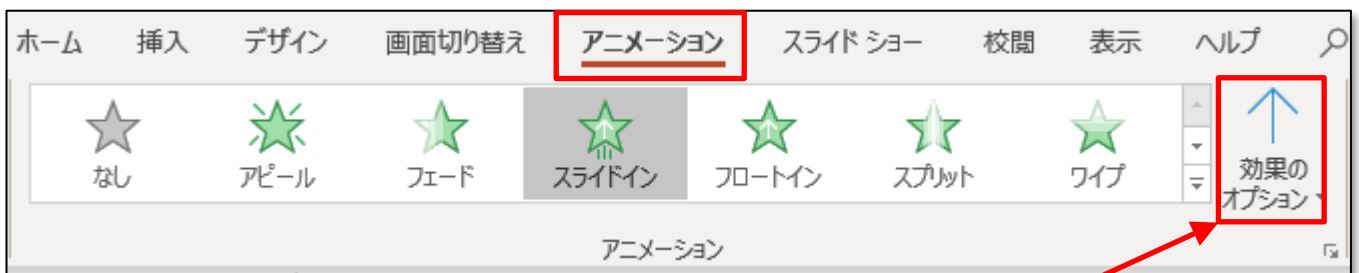 ホーム 挿入 デザイン 画面切り替え アニメーション スライド ショー 校閲 表示 ヘルプ
なし アピール フェード スライドイン フロートイン スプリット ワイプ 効果の
オプション
アニメーション